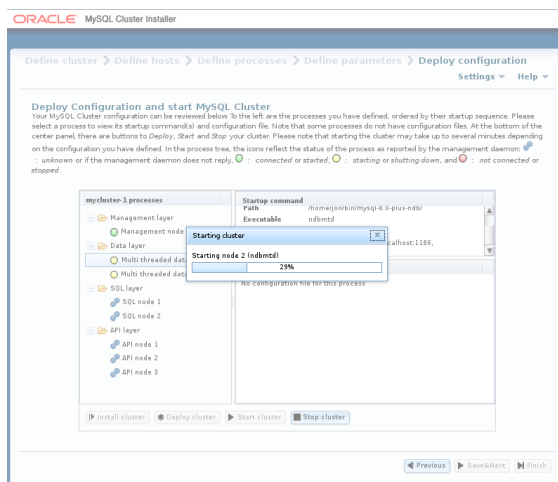 ORACLE® MySQL Cluster Installer
Define cluster > Define hosts > Define processes > Define parameters > Deploy configuration
Settings Help
Deploy Configuration and start MySQL Cluster
Your MySQL Cluster configuration can be reviewed below. To the left are the processes you have defined, ordered by their startup sequence. Please
select a process to view its startup command(s) and configuration file. Note that some processes do not have configuration files. At the bottom of the
center panel, there are buttons to Deploy, Start and Stop your cluster. Please note that starting the cluster may take up to several minutes depending
on the configuration you have defined. In the process tree, the icons reflect the status of the process as reported by the management daemon:
: unknown or if the management daemon does not reply, : connected or started, : starting or shutting down, and : not connected or
stopped.
mycluster-1 processes
Management layer
Management node
Data layer
Multi threaded dat
Multi threaded dat
SQL layer
SQL node 1
SQL node 2
API layer
API node 1
API node 2
API node 3
Startup command
Path /home/jon/bin/mysql-8.0-plus-ndb/
Executable ndbmtd
calhost:1186,
No configuration file for this process
Starting cluster
Starting node 2 (ndbmtd)
29%
Install cluster Deploy cluster Start cluster Stop cluster
Previous Save&Next Finish